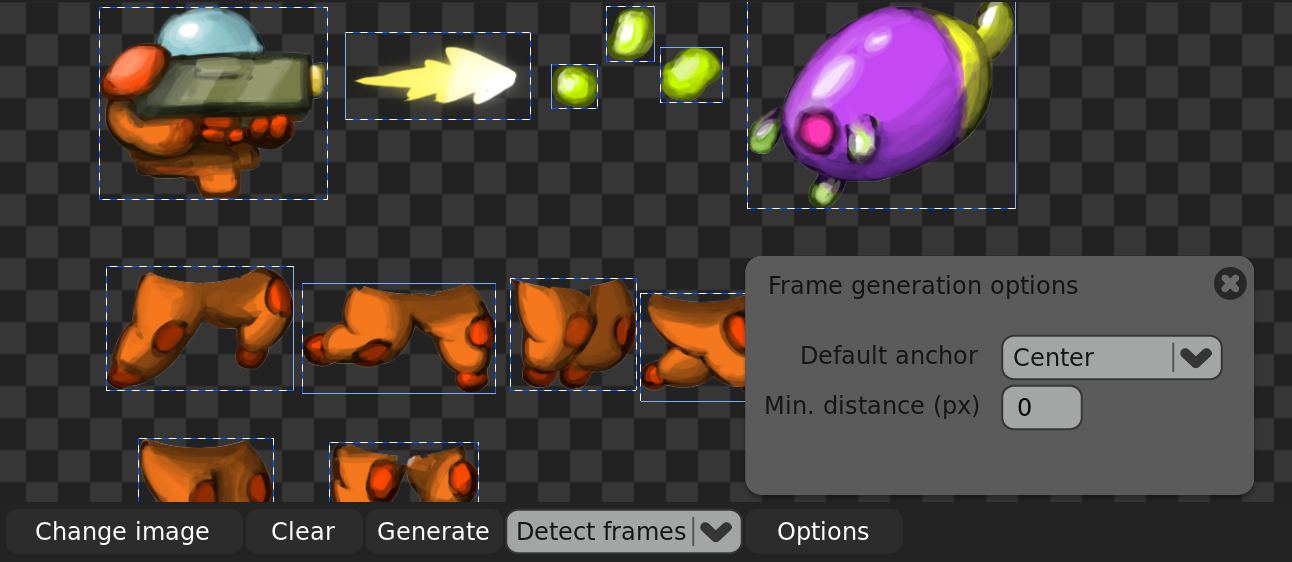 Frame generation options
Default anchor Center
Min. distance (px) 0
Change image Clear Generate Detect frames Options